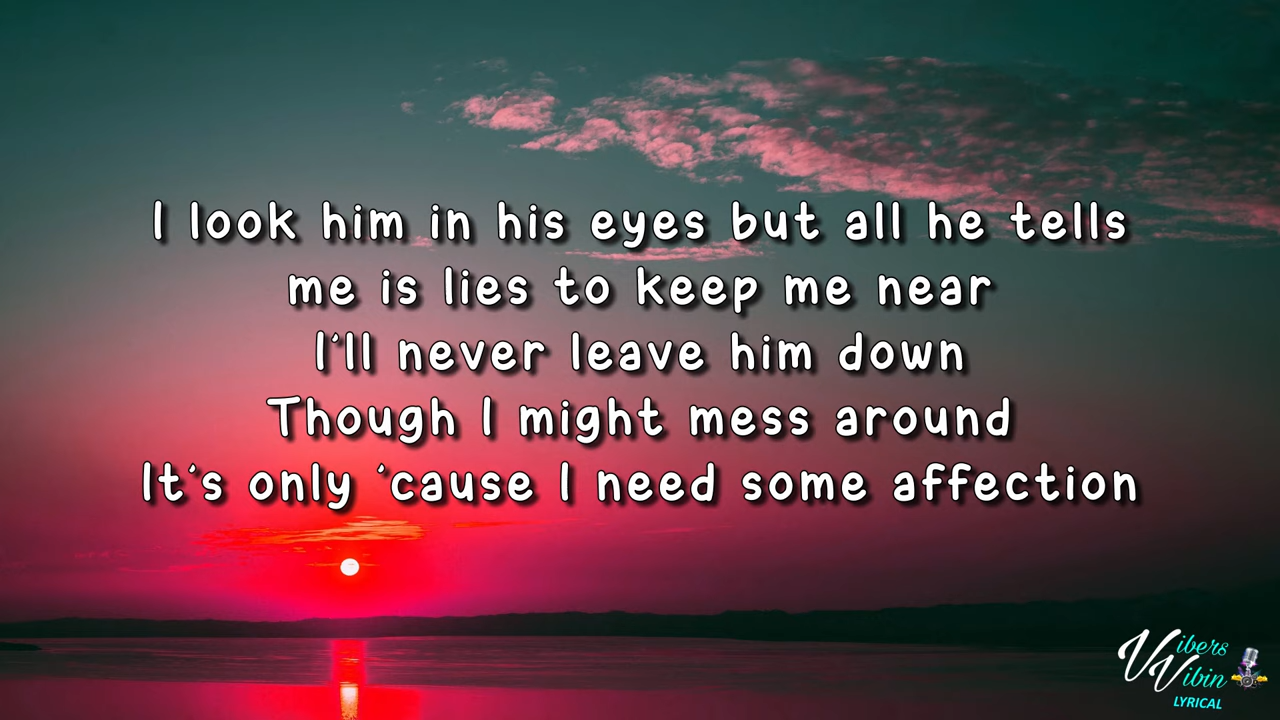 I look him in his eyes but all he tells
me is lies to keep me near
I'll never leave him down
Though I might mess around
It's only 'cause I need some affection
Vibers
Vibin
LYRICAL